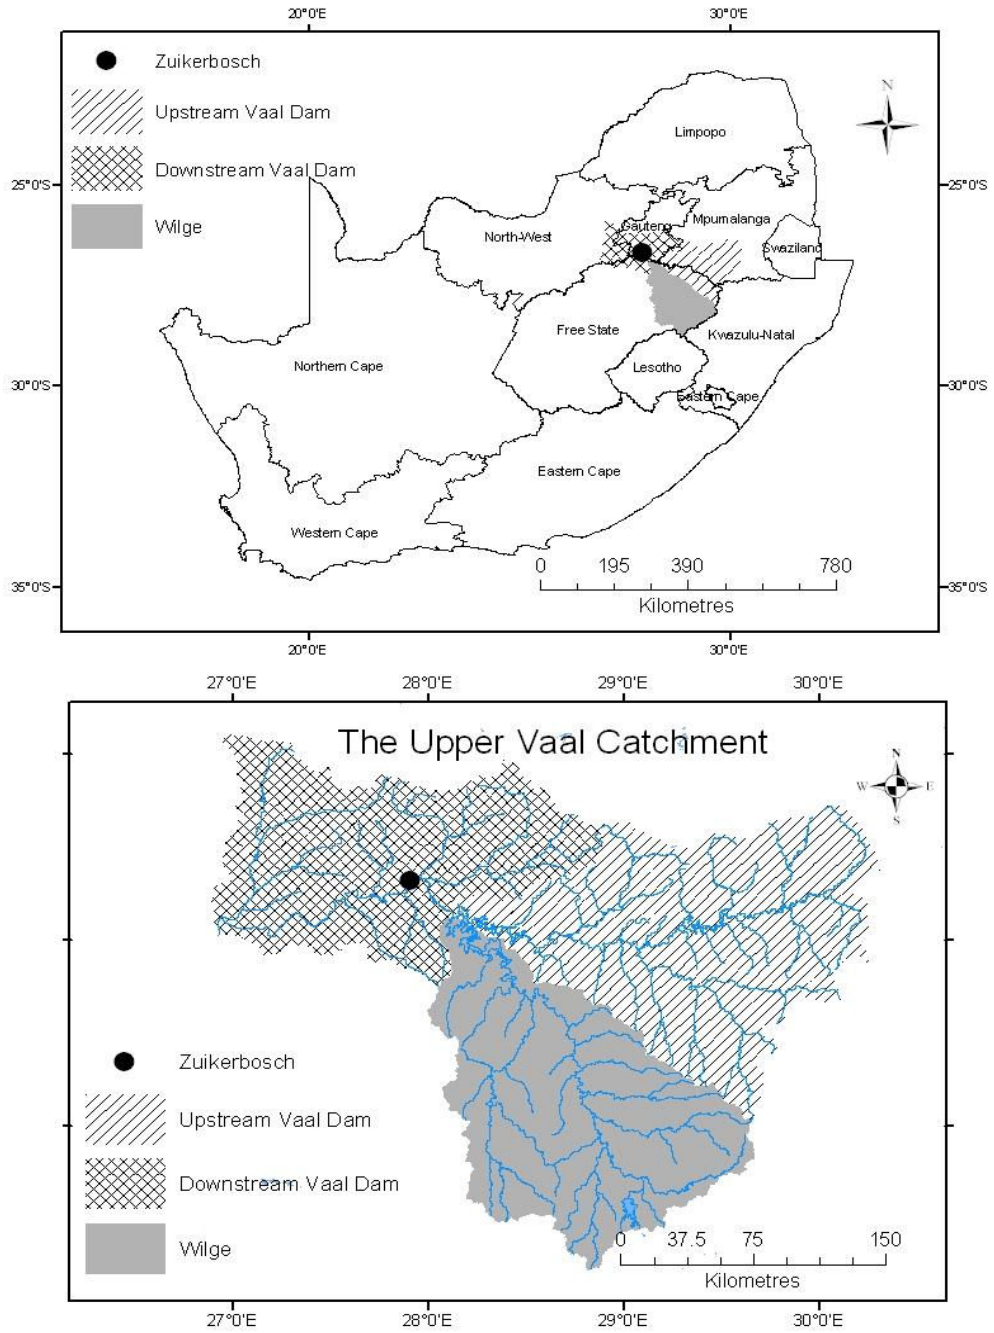 20°0'E 30°0'E
Zuikerbosch
N
Upstream Vaal Dam
Limpopo
Downstream Vaal Dam
25°0'S 25°0'S
Wilge
Mpumalanga
Gauteng
North-West
Swaziland
Free State
Kwazulu-Natal
Northern Cape
Lesotho
30°0'S 30°0'S
Eastern Cape
Eastern Cape
Western Cape
0 195 390 780
Kilometres
35°0'S 35°0'S
20°0'E 30°0'E
27°0'E 28°0'E 29°0'E 30°0'E
The Upper Vaal Catchment
N
W E
S
Zuikerbosch
Upstream Vaal Dam
Downstream Vaal Dam
Wilge
0 37.5 75 150
Kilometres
27°0'E 28°0'E 29°0'E 30°0'E